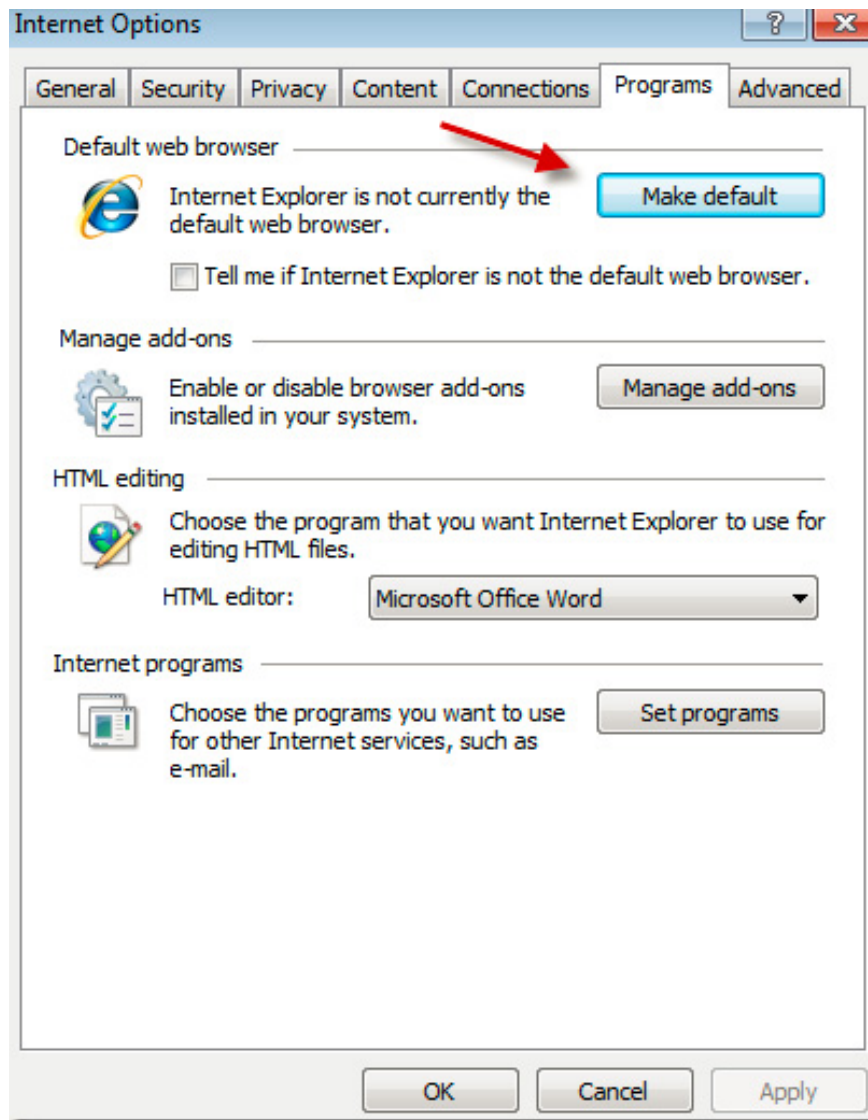 Internet Options
General Security Privacy Content Connections Programs Advanced
Default web browser
Internet Explorer is not currently the
default web browser.
Make default
Tell me if Internet Explorer is not the default web browser.
Manage add-ons
Enable or disable browser add-ons
installed in your system.
Manage add-ons
HTML editing
Choose the program that you want Internet Explorer to use for
editing HTML files.
HTML editor: Microsoft Office Word
Internet programs
Choose the programs you want to use
for other Internet services, such as
e-mail.
Set programs
OK Cancel Apply